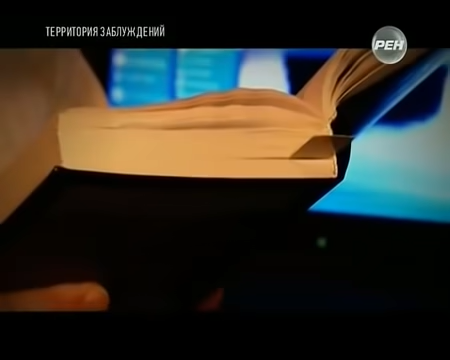 ТЕРРИТОРИЯ ЗАБЛУЖДЕНИЙ
РЕН